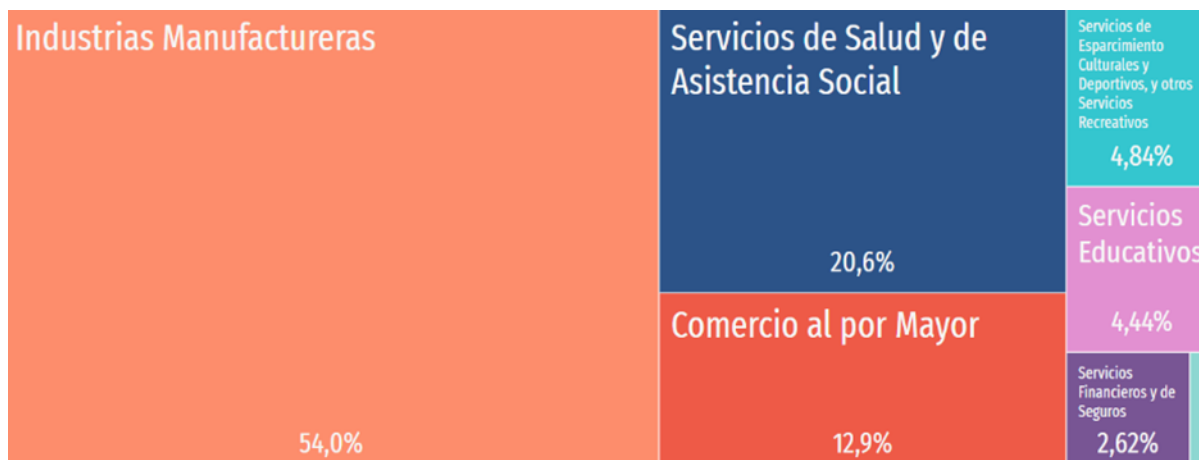 Industrias Manufactureras
54,0%
Servicios de Salud y de
Asistencia Social
20,6%
Comercio al por Mayor
12,9%
Servicios de
Esparcimiento
Culturales y
Deportivos, y otros
Servicios
Recreativos
4,84%
Servicios
Educativos
4,44%
Servicios
Financieros y de
Seguros
2,62%